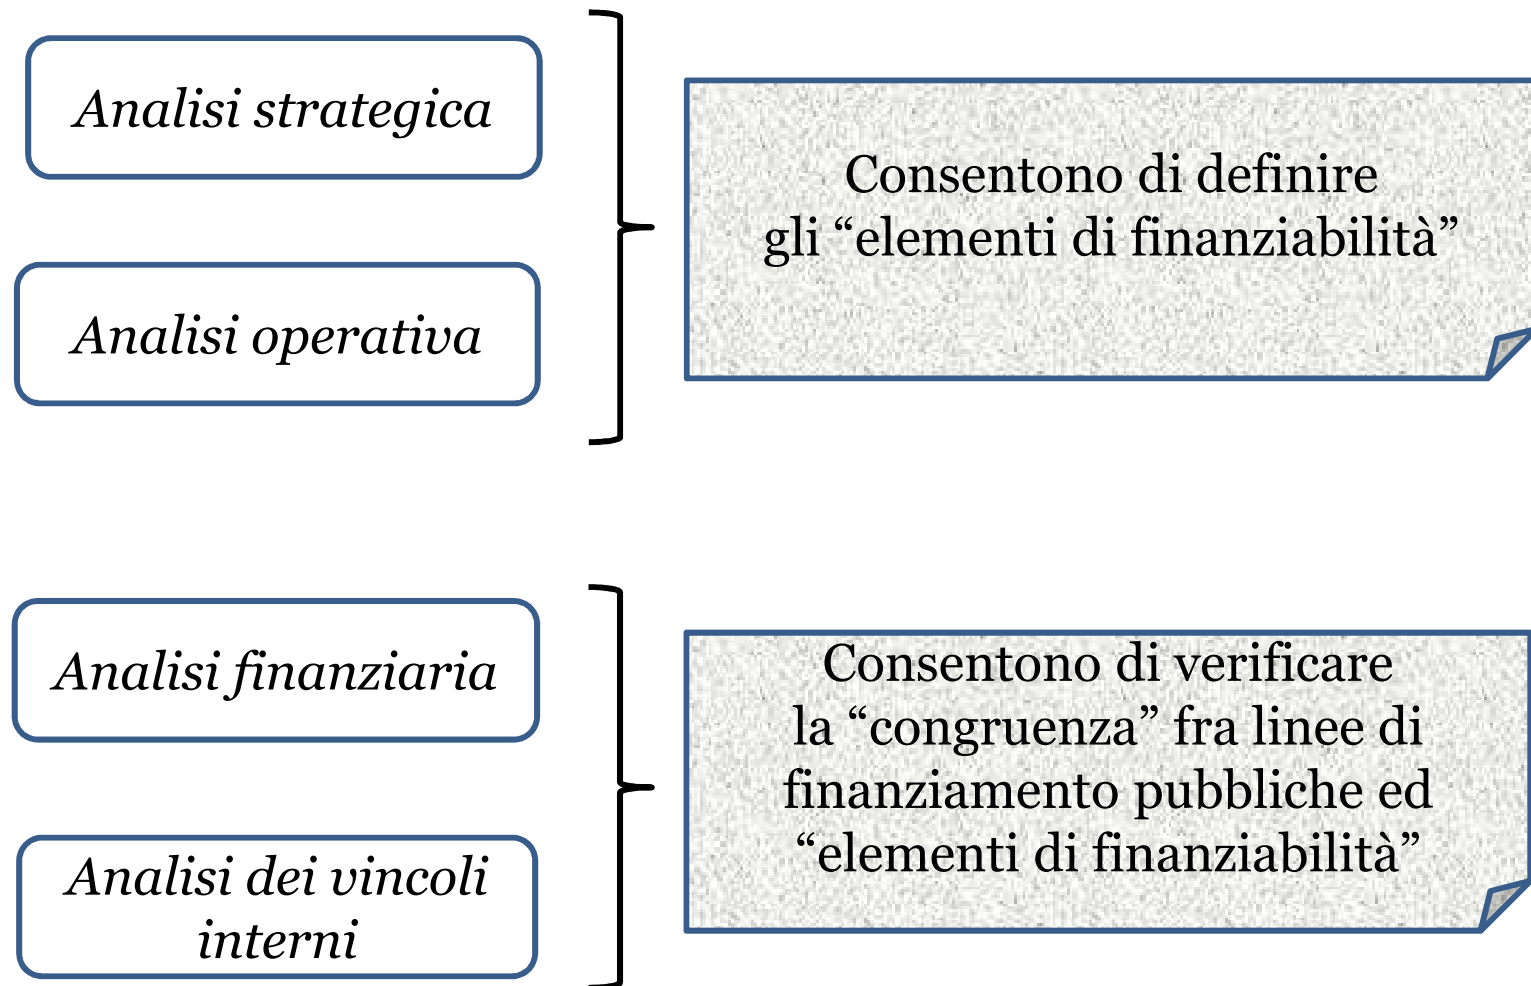 Analisi strategica
Analisi operativa
Consentono di definire
gli “elementi di finanziabilità”
Analisi finanziaria
Analisi dei vincoli
interni
Consentono di verificare
la “congruenza” fra linee di
finanziamento pubbliche ed
“elementi di finanziabilità”